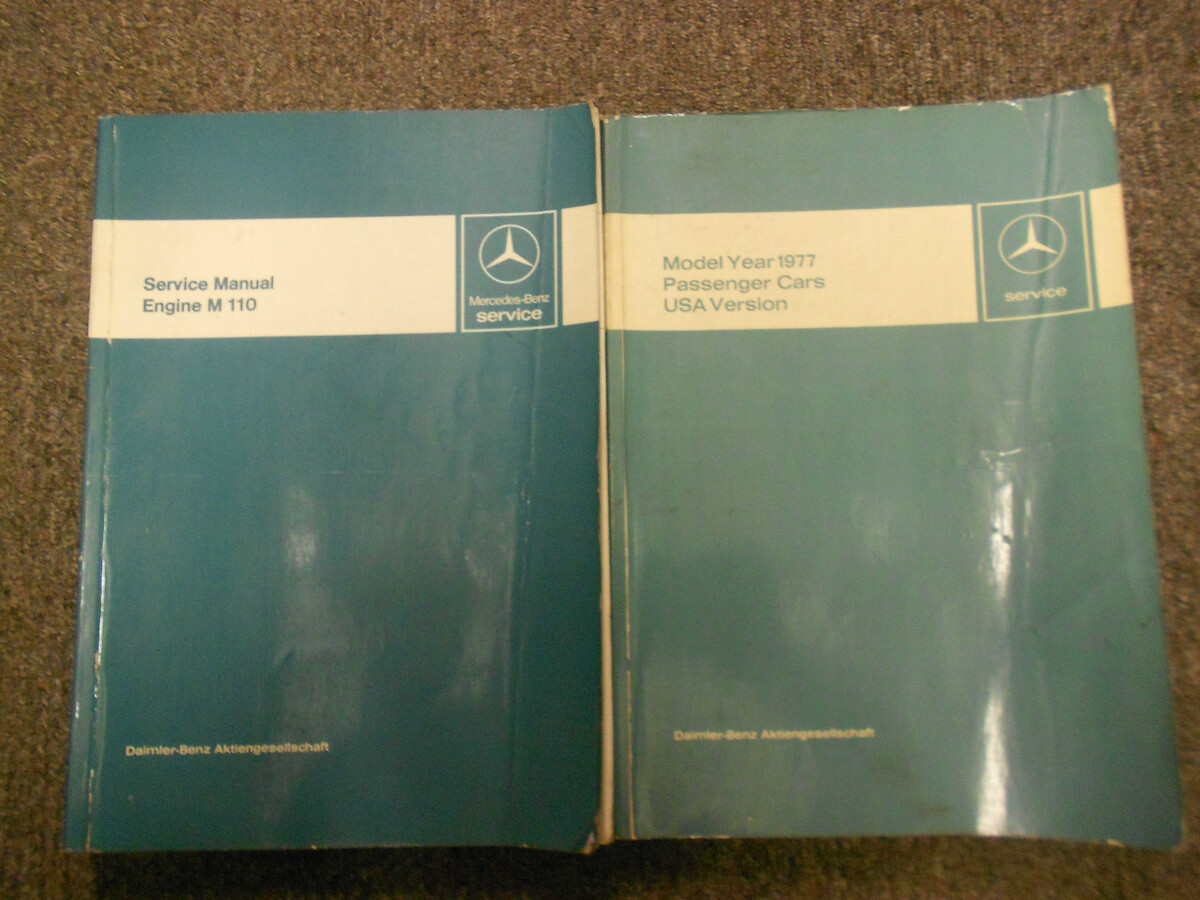 Service Manual
Engine M 110
Mercedes-Benz
service
Daimler-Benz Aktiengesellschaft
Model Year 1977
Passenger Cars
USA Version
service
Daimler-Benz Aktiengesellschaft